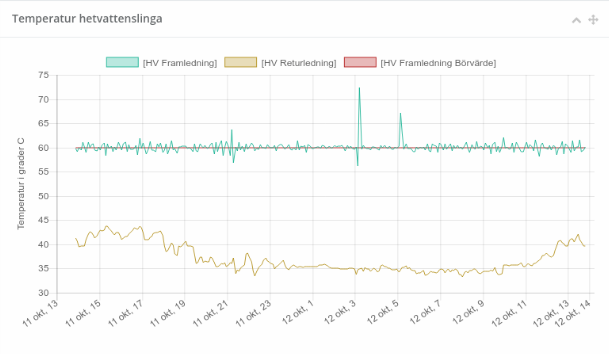 Temperatur hetvattenslinga
[HV Framledning] [HV Returledning] [HV Framledning Börvärde]
75
70
65
60
55
50
45
40
35
30
Temperatur i grader C
11 okt, 13
11 okt, 15
11 okt, 17
11 okt, 19
11 okt, 21
11 okt, 23
12 okt, 1
12 okt, 3
12 okt, 5
12 okt, 7
12 okt, 9
12 okt, 11
12 okt, 13
12 okt, 14